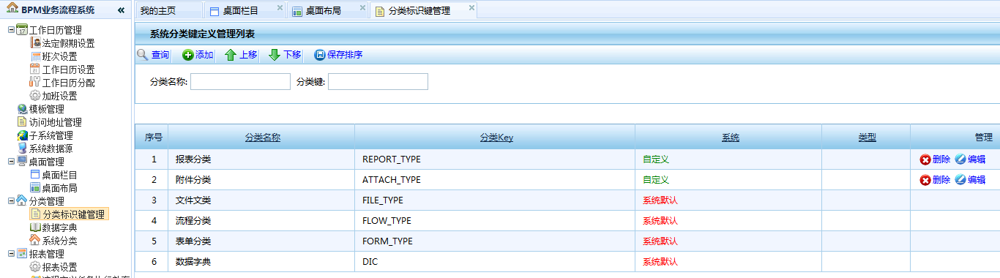 BPM业务流程系统
工作日历管理
法定假期设置
班次设置
工作日历设置
工作日历分配
加班设置
模板管理
访问地址管理
子系统管理
系统数据源
桌面管理
桌面栏目
桌面布局
分类管理
分类标识键管理
数据字典
系统分类
报表管理
报表设置
我的主页 桌面栏目 桌面布局 分类标识键管理
系统分类键定义管理列表
查询 添加 上移 下移 保存排序
分类名称: 分类键:
序号 分类名称 分类Key 系统 类型 管理
1 报表分类 REPORT_TYPE 自定义 删除 编辑
2 附件分类 ATTACH_TYPE 自定义 删除 编辑
3 文件文类 FILE_TYPE 系统默认
4 流程分类 FLOW_TYPE 系统默认
5 表单分类 FORM_TYPE 系统默认
6 数据字典 DIC 系统默认